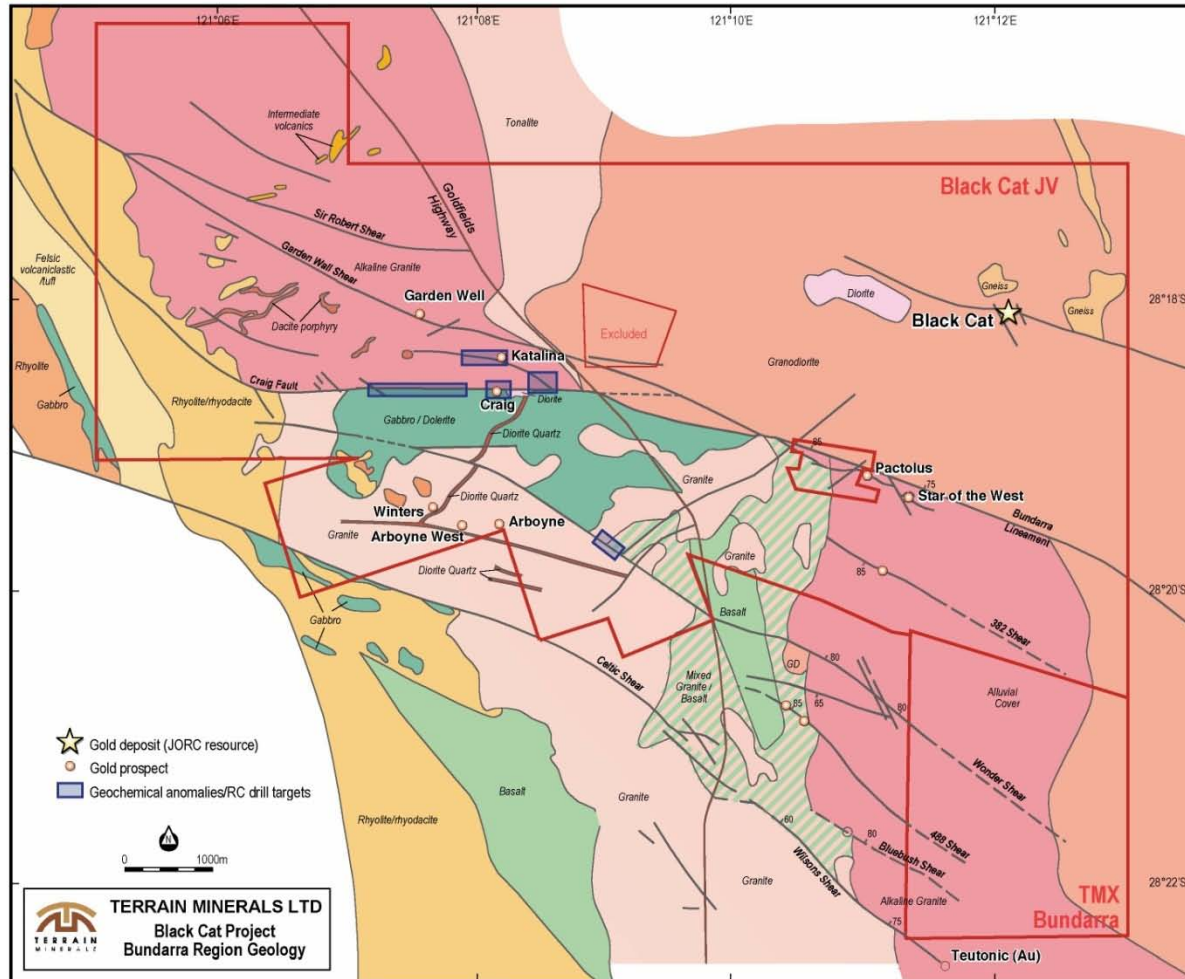 121°06'E
121°08'E
121°10'E
121°12'E
Intermediate
volcanics
Tonalite
Goldfields
Highway
Black Cat JV
Sir Robert Shear
Garden Wall Shear
Alkaline Granite
Felsic
volcaniclastic
/tuff
Garden Well
Dacite porphyry
Diorite
Gneiss
Gneiss
28°18'S
Black Cat
Excluded
Katalina
Granodiorite
Rhyolite
Gabbro
Craig Fault
Rhyolite/rhyodacite
Craig
Diorite
Gabbro / Dolerite
Diorite Quartz
85
Pactolus
75
Star of the West
Granite
Diorite Quartz
Winters
Arboyne
Arboyne West
Granite
Bundarra
Lineament
Diorite Quartz
Granite
85
28°20'S
Gabbro
Basalt
382 Shear
GD
80
Celtic Shear
Mixed
Granite /
Basalt
85
65
80
Alluvial
Cover
Gold deposit (JORC resource)
Gold prospect
Geochemical anomalies/RC drill targets
Wonder Shear
Basalt
Granite
60
80
488 Shear
Bluebush Shear
Rhyolite/rhyodacite
Wilsons Shear
N
0
1000m
Granite
Alkaline Granite
28°22'S
TMX
Bundarra
75
Teutonic (Au)
TERRAIN
MINERALS
TERRAIN MINERALS LTD
Black Cat Project
Bundarra Region Geology